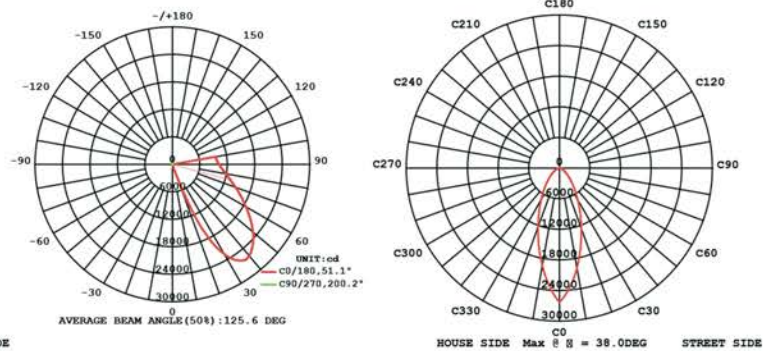 -/+180
-150
150
-120
120
-90
90
-60
60
-30
30
0
0
6000
12000
18000
24000
30000
UNIT:cd
C0/180,51.1°
C90/270,200.2°
AVERAGE BEAM ANGLE(50%):125.6 DEG
DE
C180
C210
C150
C240
C120
C270
C90
C300
C60
C330
C30
C0
0
6000
12000
18000
24000
30000
HOUSE SIDE Max @ = 38.0DEG STREET SIDE